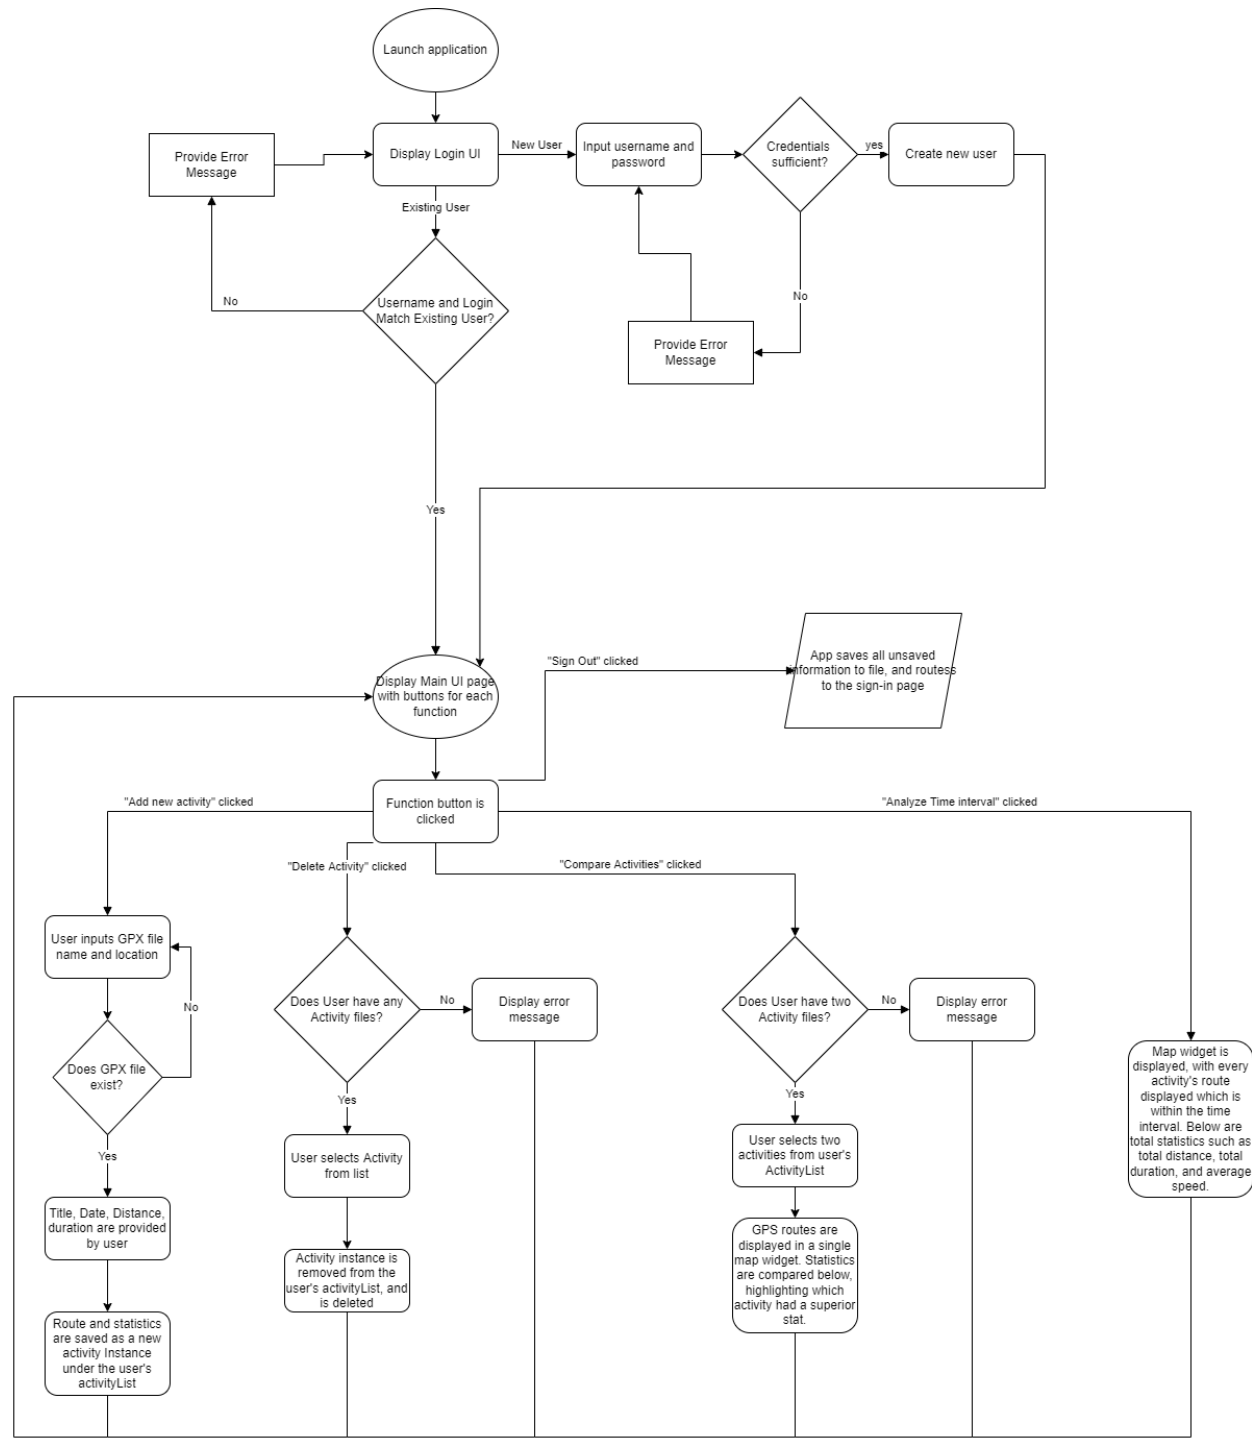 Launch application
Provide Error
Message
Display Login UI
New User
Input username and
password
Credentials
sufficient?
yes
Create new user
Existing User
Username and Login
Match Existing User?
No
No
Provide Error
Message
Yes
"Sign Out" clicked
App saves all unsaved
information to file, and routess
to the sign-in page
Display Main UI page
with buttons for each
function
Function button is
clicked
"Add new activity" clicked
"Analyze Time interval" clicked
"Delete Activity" clicked
"Compare Activities" clicked
User inputs GPX file
name and location
No
Does GPX file
exist?
Yes
Title, Date, Distance,
duration are provided
by user
Route and statistics
are saved as a new
activity Instance
under the user's
activityList
Does User have any
Activity files?
No
Display error
message
Yes
User selects Activity
from list
Activity instance is
removed from the
user's activityList, and
is deleted
Does User have two
Activity files?
No
Display error
message
Yes
User selects two
activities from user's
ActivityList
GPS routes are
displayed in a single
map widget. Statistics
are compared below,
highlighting which
activity had a superior
stat.
Map widget is
displayed, with every
activity's route
displayed which is
within the time
interval. Below are
total statistics such as
total distance, total
duration, and average
speed.